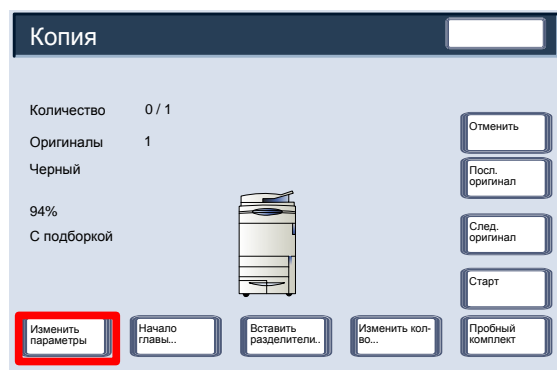 Копия
Количество 0 / 1
Оригиналы 1
Черный
94%
С подборкой
Отменить
Посл.
оригинал
След.
оригинал
Старт
Изменить
параметры
Начало
главы...
Вставить
разделители..
Изменить кол-
во...
Пробный
комплект